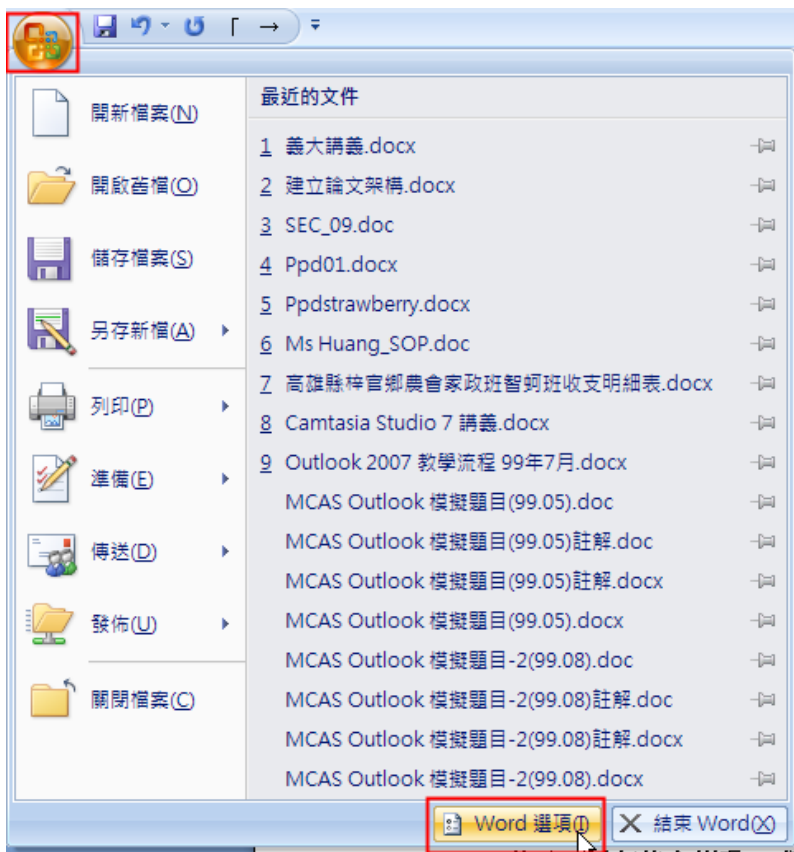 開新檔案(N)
開啟舊檔(O)
儲存檔案(S)
另存新檔(A)
列印(P)
準備(E)
傳送(D)
發佈(U)
關閉檔案(C)
最近的文件
1 義大講義.docx
2 建立論文架構.docx
3 SEC_09.doc
4 Ppd01.docx
5 Ppdstrawberry.docx
6 Ms Huang_SOP.doc
7 高雄縣梓官鄉農會家政班智蚵班收支明細表.docx
8 Camtasia Studio 7 講義.docx
9 Outlook 2007 教學流程 99年7月.docx
MCAS Outlook 模擬題目(99.05).doc
MCAS Outlook 模擬題目(99.05)註解.doc
MCAS Outlook 模擬題目(99.05)註解.docx
MCAS Outlook 模擬題目(99.05).docx
MCAS Outlook 模擬題目-2(99.08).doc
MCAS Outlook 模擬題目-2(99.08)註解.doc
MCAS Outlook 模擬題目-2(99.08)註解.docx
MCAS Outlook 模擬題目-2(99.08).docx
Word 選項(I)
結束 Word(X)